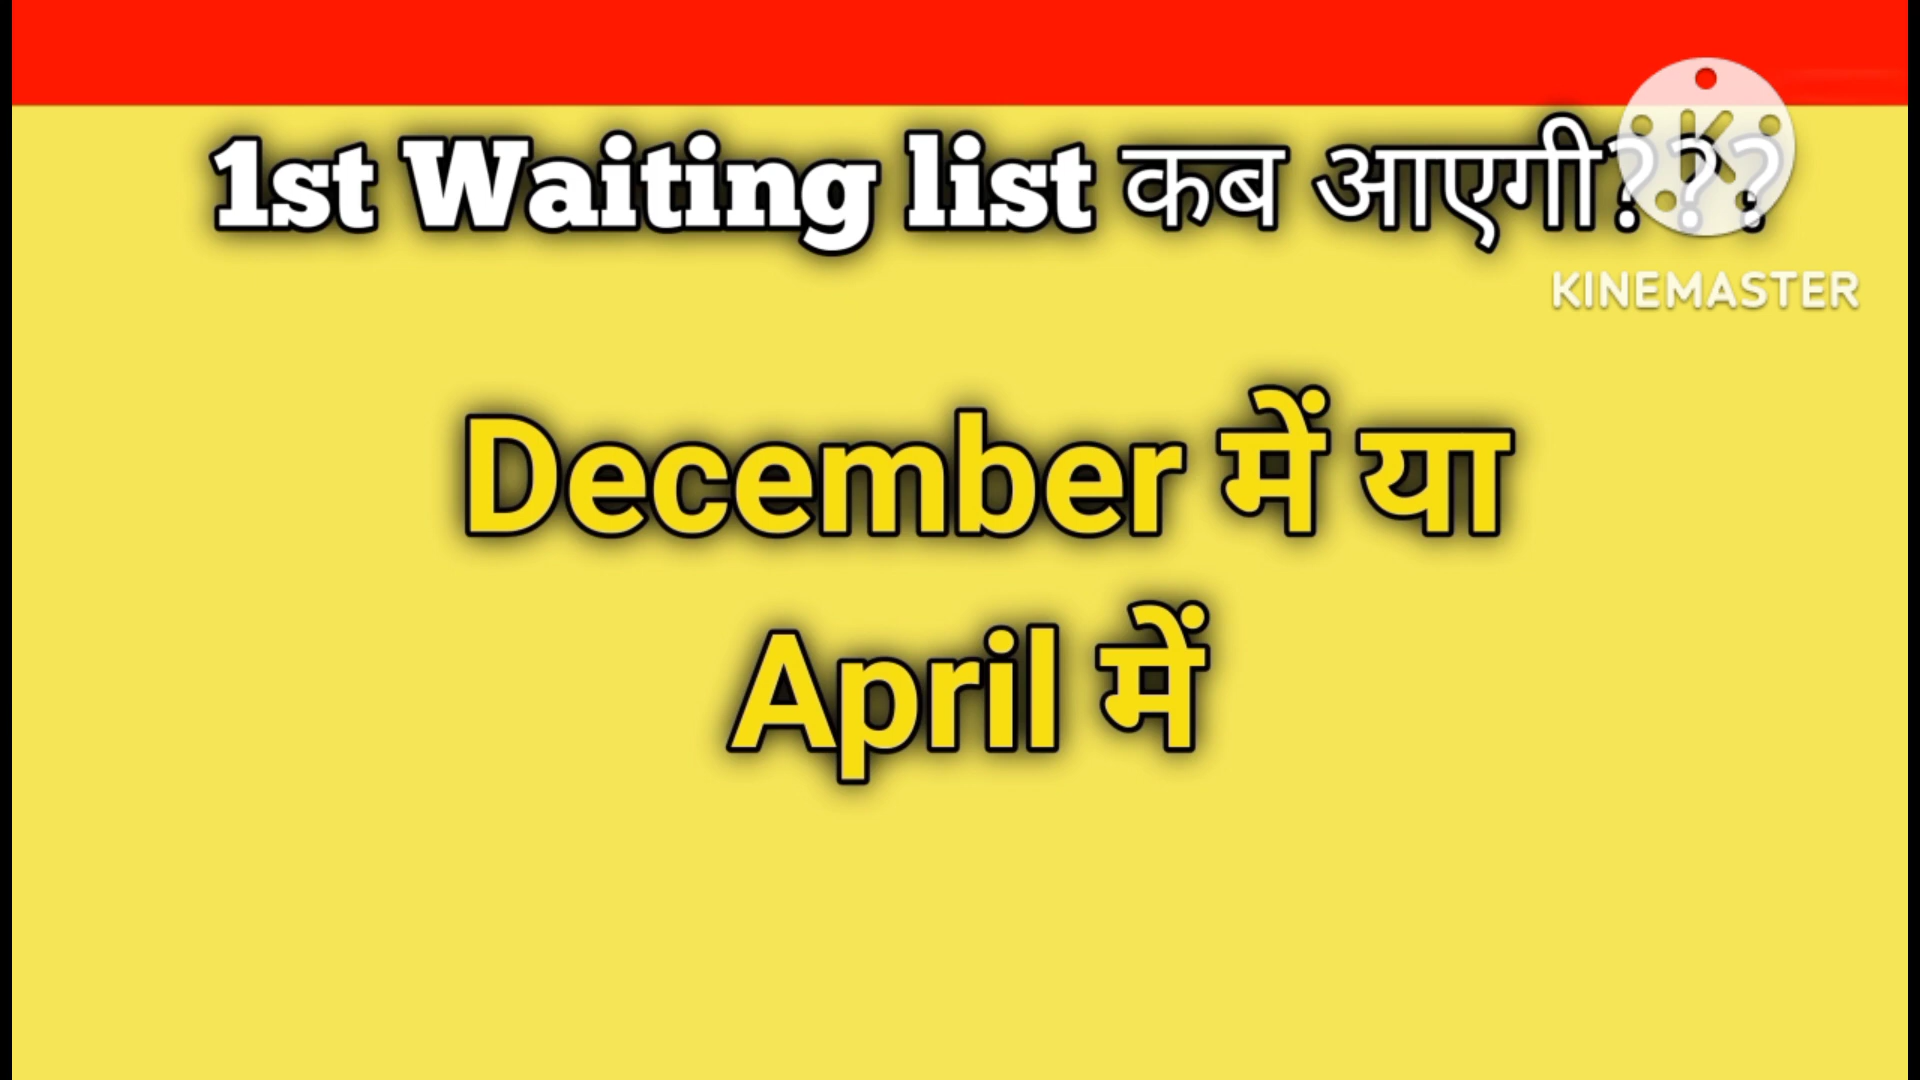 1st Waiting list कब आएगी???
KINEMASTER
December में या
April में